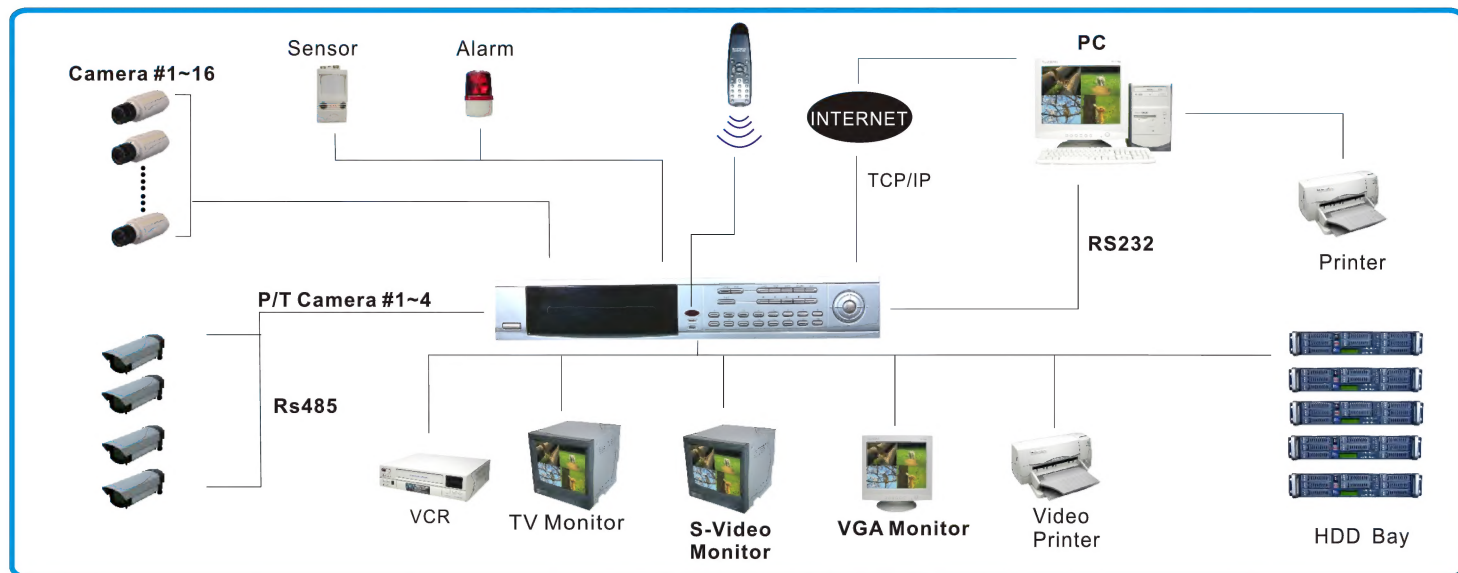 Sensor
Alarm
PC
Camera #1~16
INTERNET
TCP/IP
RS232
Printer
P/T Camera #1~4
Rs485
VCR
TV Monitor
S-Video
Monitor
VGA Monitor
Video
Printer
HDD Bay